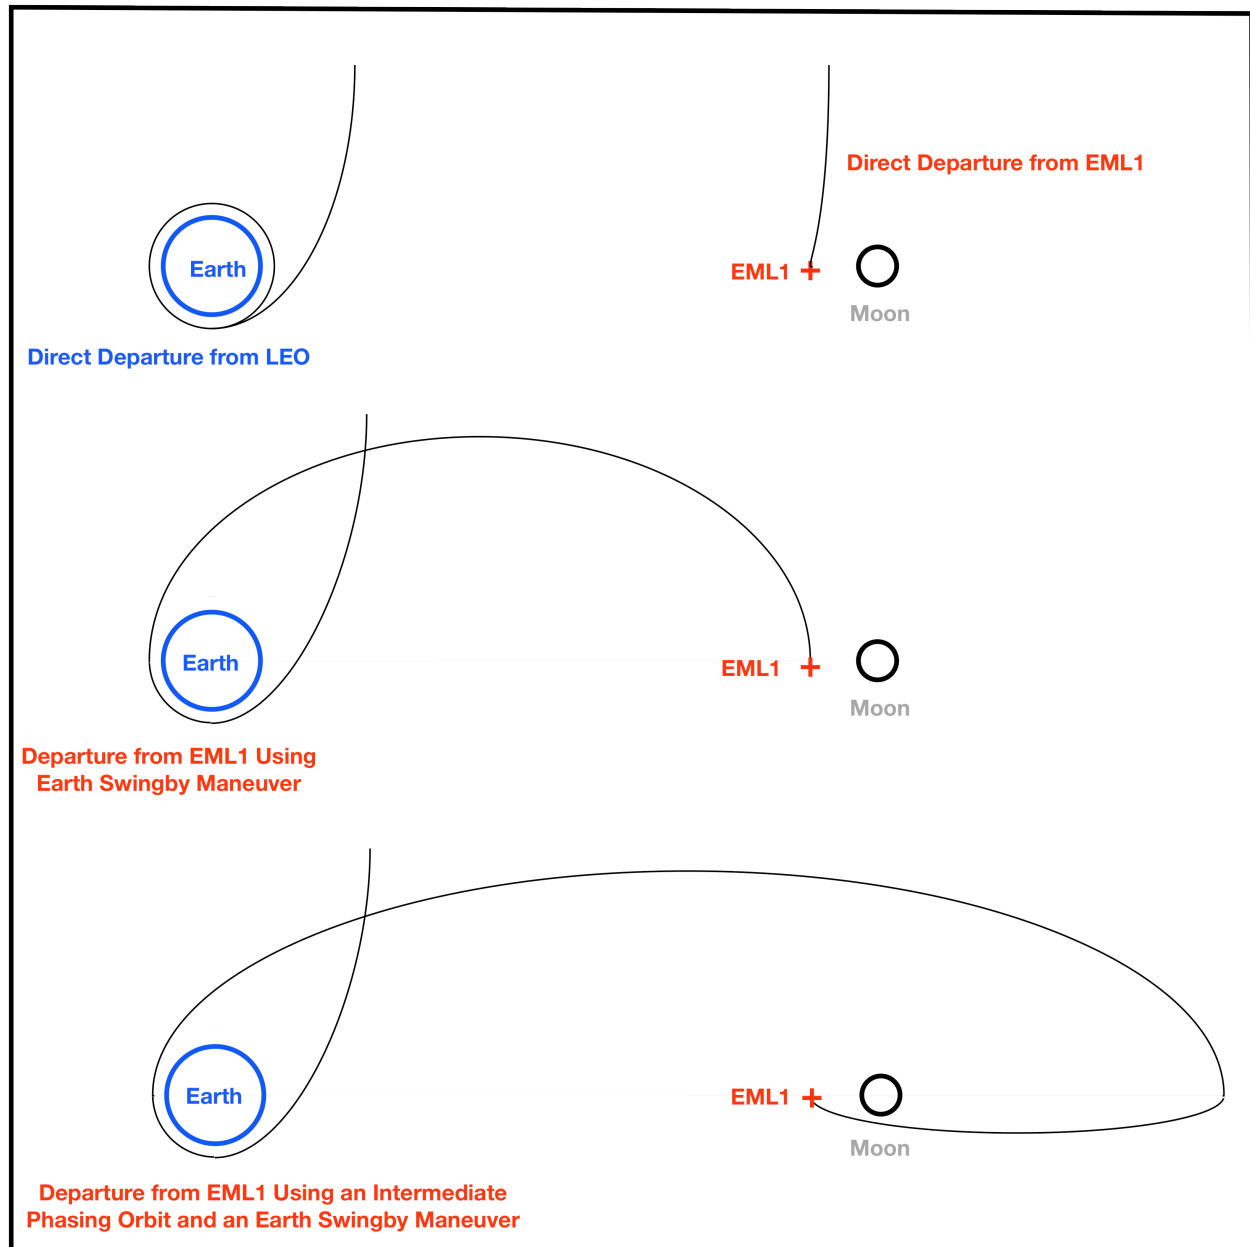 Direct Departure from EML1
Earth
EML1
Moon
Direct Departure from LEO
Earth
EML1
Moon
Departure from EML1 Using
Earth Swingby Maneuver
Earth
EML1
Moon
Departure from EML1 Using an Intermediate
Phasing Orbit and an Earth Swingby Maneuver